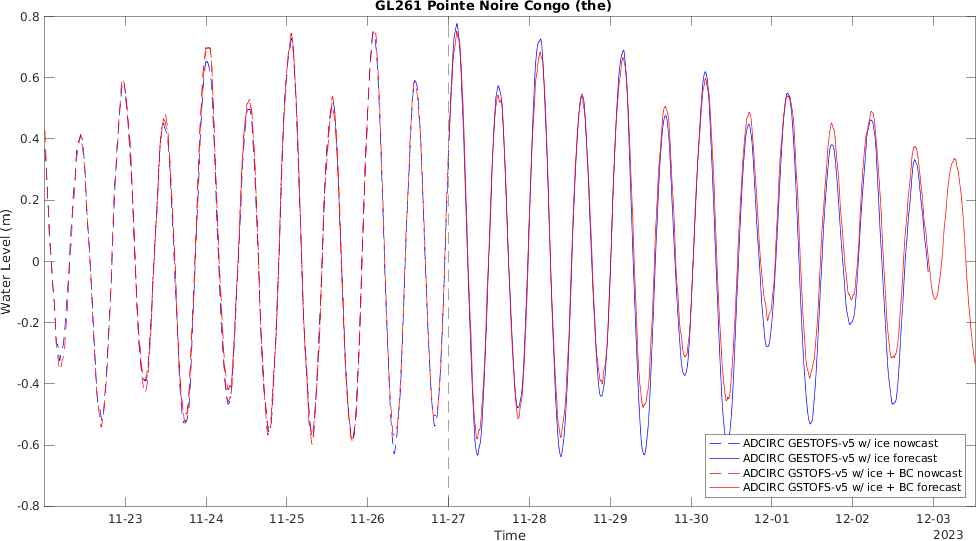 GL261 Pointe Noire Congo (the)
0.8
0.6
0.4
0.2
0
-0.2
-0.4
-0.6
-0.8
Water Level (m)
ADCIRC GESTOFS-v5 w/ ice nowcast
ADCIRC GESTOFS-v5 w/ ice forecast
ADCIRC GSTOFS-v5 w/ ice + BC nowcast
ADCIRC GSTOFS-v5 w/ ice + BC forecast
11-23 11-24 11-25 11-26 11-27 11-28 11-29 11-30 12-01 12-02 12-03
Time 2023